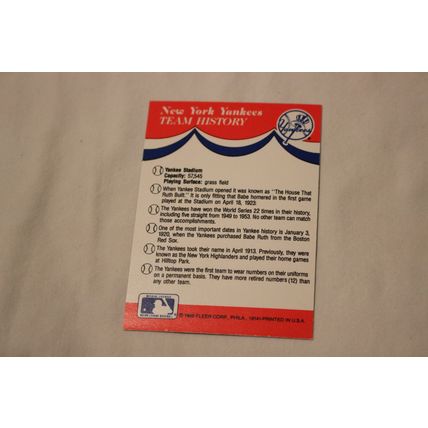 New York Yankees
TEAM HISTORY
Yankees
Yankee Stadium
Capacity: 57,545
Playing Surface: grass field
When Yankee Stadium opened it was known as "The House That
Ruth Built". It is only fitting that Babe homered in the first game
played at the Stadium on April 18, 1923.
The Yankees have won the World Series 22 times in their history,
including five straight from 1949 to 1953. No other team can match
those accomplishments.
One of the most important dates in Yankee history is January 3,
1920, when the Yankees purchased Babe Ruth from the Boston
Red Sox.
The Yankees took their name in April 1913. Previously, they were
known as the New York Highlanders and played their home games
at Hilltop Park.
The Yankees were the first team to wear numbers on their uniforms
on a permanent basis. They have more retired numbers (12) than
any other team.
FLEER CORP., PHILA., 19141-PRINTED IN U.S.A.